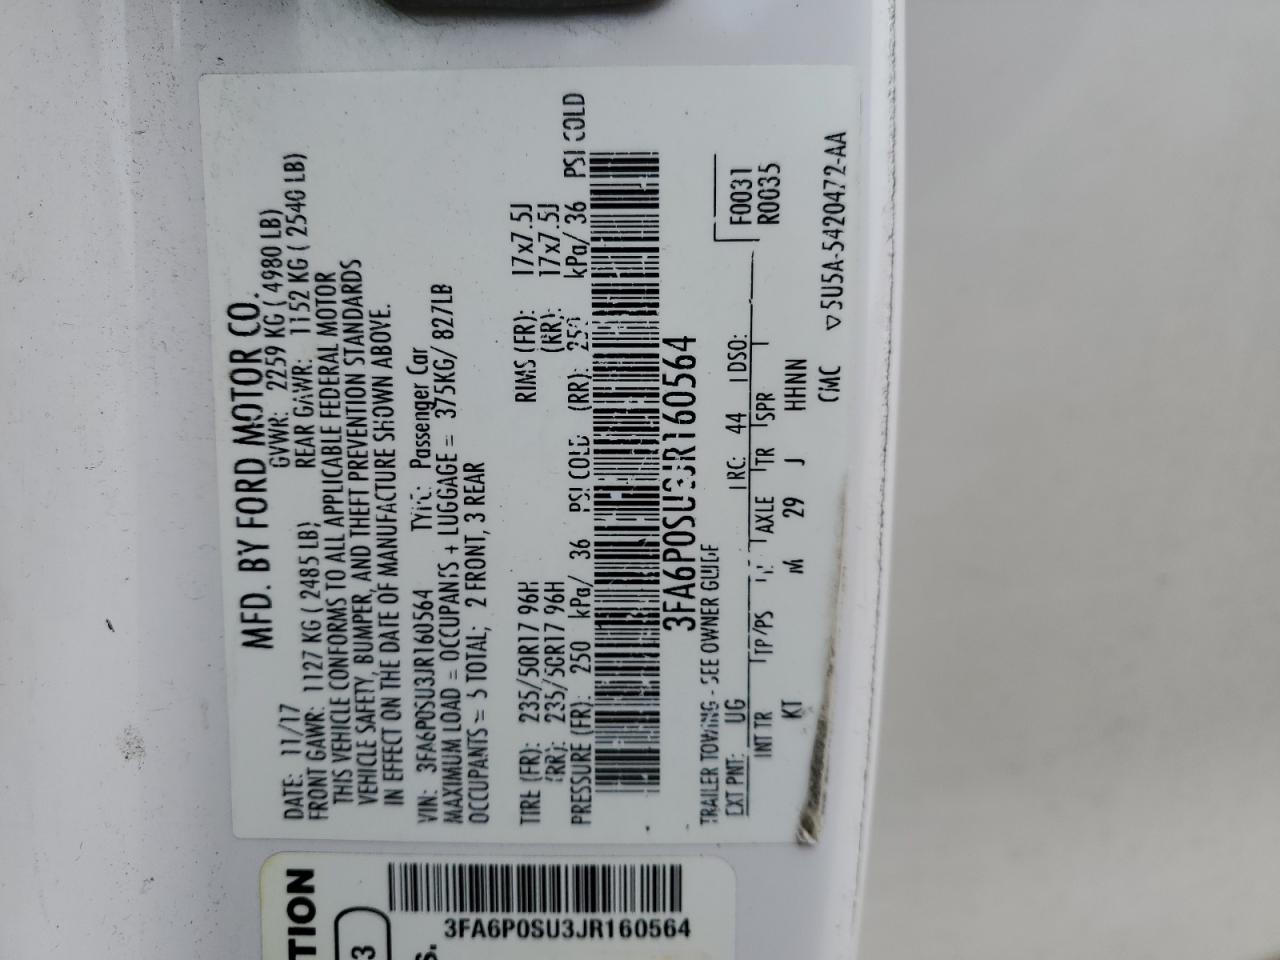 MFD. BY FORD MOTOR CO.
DATE: 11/17 GVWR: 2259 KG ( 4980 LB)
FRONT GAWR: 1127 KG ( 2485 LB) REAR GAWR: 1152 KG ( 2540 LB)
THIS VEHICLE CONFORMS TO ALL APPLICABLE FEDERAL MOTOR
VEHICLE SAFETY, BUMPER, AND THEFT PREVENTION STANDARDS
IN EFFECT ON THE DATE OF MANUFACTURE SHOWN ABOVE.
VIN: 3FA6P0SU3JR160564 TYPE: Passenger Car
MAXIMUM LOAD = OCCUPANTS + LUGGAGE = 375KG/ 827LB
OCCUPANTS = 5 TOTAL; 2 FRONT, 3 REAR
TIRE (FR): 235/50R17 96H RIMS (FR): 17x7.5J
(RR): 235/50R17 96H (RR): 17x7.5J
PRESSURE (FR): 250 kPa/ 36 PSI COLD (RR): 250 kPa/ 36 PSI COLD
3FA6P0SU3JR160564
TRAILER TOWING - SEE OWNER GUIDE
EXT PNT: UG RC: 44 DSO: F0031
R0035
INT TR TP/PS AXLE TR SPR
KT M 29 J HHNN
CMC ▽5U5A-5420472-AA
TION
3
3FA6P0SU3JR160564
s.